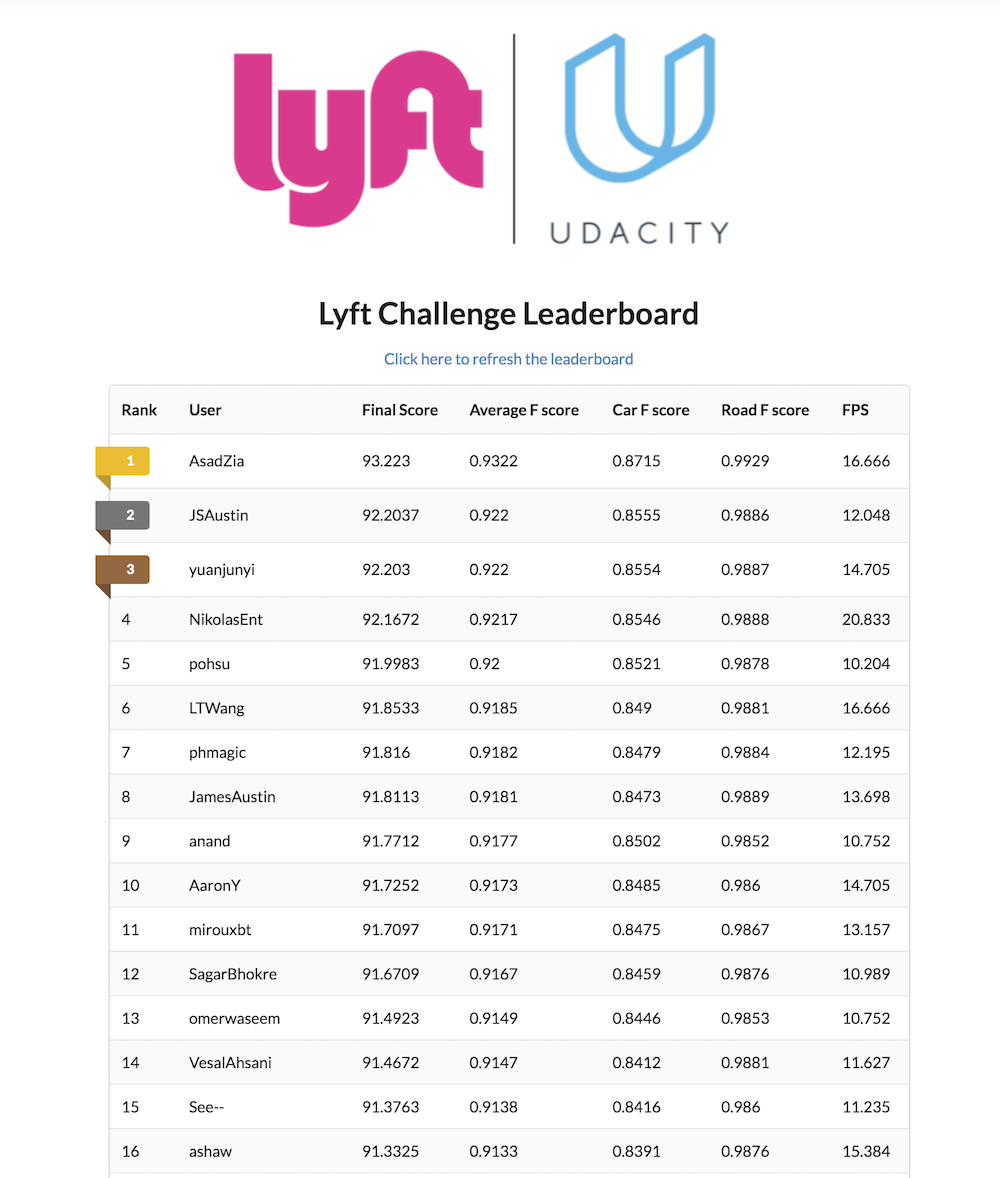 lyft
UDACITY
Lyft Challenge Leaderboard
Click here to refresh the leaderboard
Rank User Final Score Average F score Car F score Road F score FPS
1 AsadZia 93.223 0.9322 0.8715 0.9929 16.666
2 JSAustin 92.2037 0.922 0.8555 0.9886 12.048
3 yuanjunyi 92.203 0.922 0.8554 0.9887 14.705
4 NikolasEnt 92.1672 0.9217 0.8546 0.9888 20.833
5 pohsu 91.9983 0.92 0.8521 0.9878 10.204
6 LTWang 91.8533 0.9185 0.849 0.9881 16.666
7 phmagic 91.816 0.9182 0.8479 0.9884 12.195
8 JamesAustin 91.8113 0.9181 0.8473 0.9889 13.698
9 anand 91.7712 0.9177 0.8502 0.9852 10.752
10 AaronY 91.7252 0.9173 0.8485 0.986 14.705
11 mirouxbt 91.7097 0.9171 0.8475 0.9867 13.157
12 SagarBhokre 91.6709 0.9167 0.8459 0.9876 10.989
13 omerwaseem 91.4923 0.9149 0.8446 0.9853 10.752
14 VesalAhsani 91.4672 0.9147 0.8412 0.9881 11.627
15 See-- 91.3763 0.9138 0.8416 0.986 11.235
16 ashaw 91.3325 0.9133 0.8391 0.9876 15.384